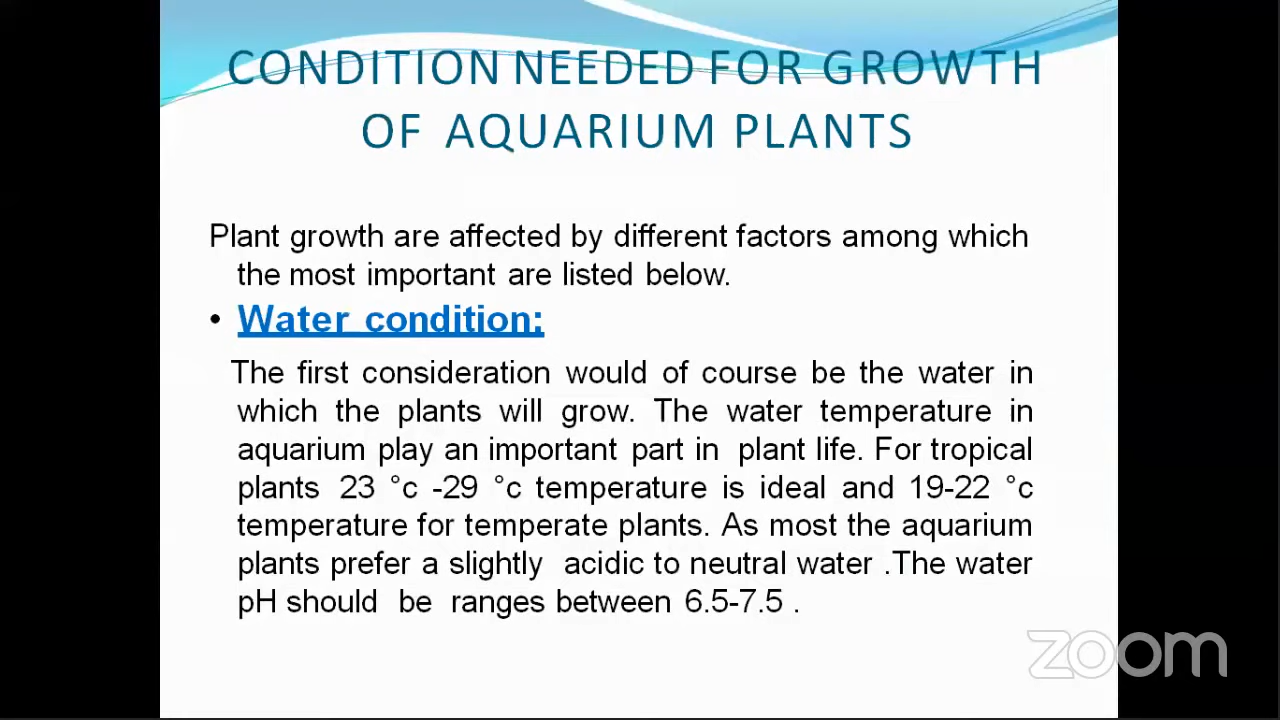 CONDITION NEEDED FOR GROWTH
OF AQUARIUM PLANTS
Plant growth are affected by different factors among which
the most important are listed below.
• Water condition:
The first consideration would of course be the water in
which the plants will grow. The water temperature in
aquarium play an important part in plant life. For tropical
plants 23 °c -29 °c temperature is ideal and 19-22 °c
temperature for temperate plants. As most the aquarium
plants prefer a slightly acidic to neutral water .The water
pH should be ranges between 6.5-7.5 .
zoom